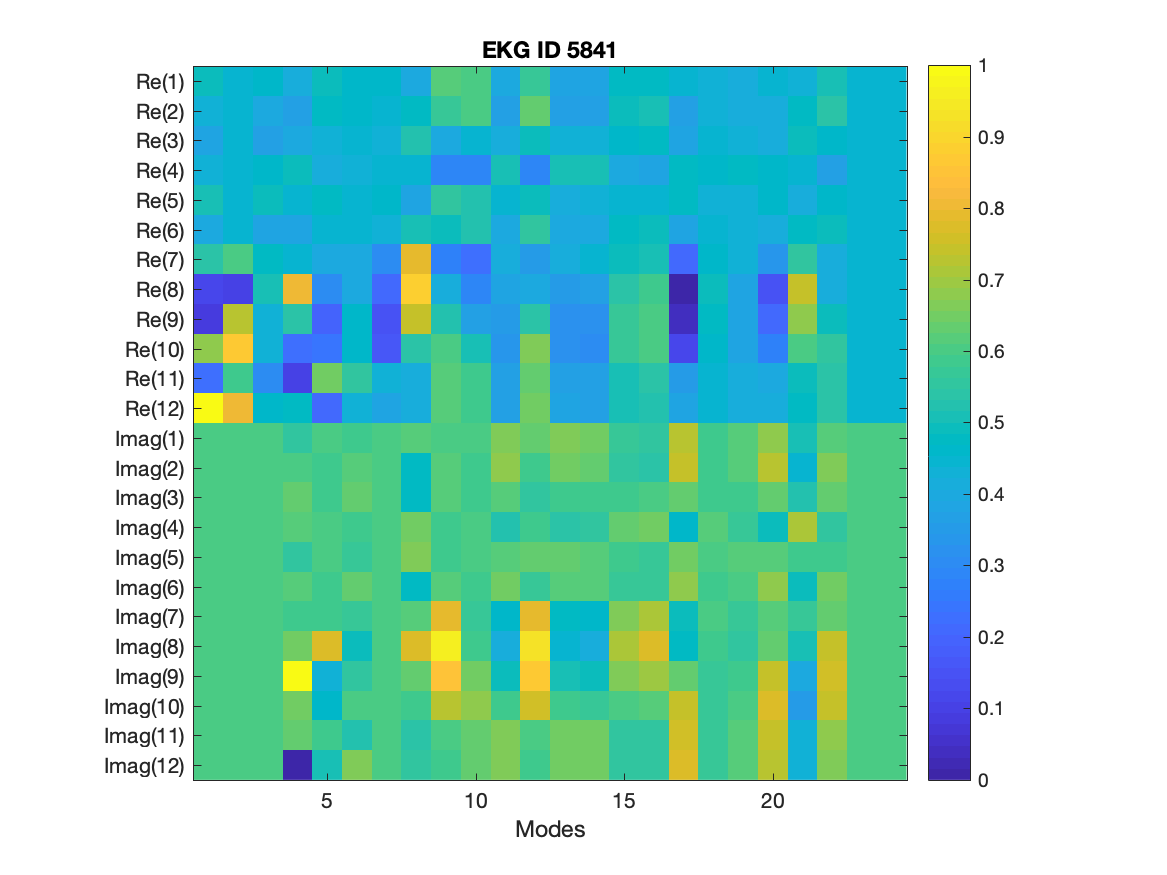 EKG ID 5841
Re(1)
Re(2)
Re(3)
Re(4)
Re(5)
Re(6)
Re(7)
Re(8)
Re(9)
Re(10)
Re(11)
Re(12)
Imag(1)
Imag(2)
Imag(3)
Imag(4)
Imag(5)
Imag(6)
Imag(7)
Imag(8)
Imag(9)
Imag(10)
Imag(11)
Imag(12)
5 10 15 20
Modes
1
0.9
0.8
0.7
0.6
0.5
0.4
0.3
0.2
0.1
0